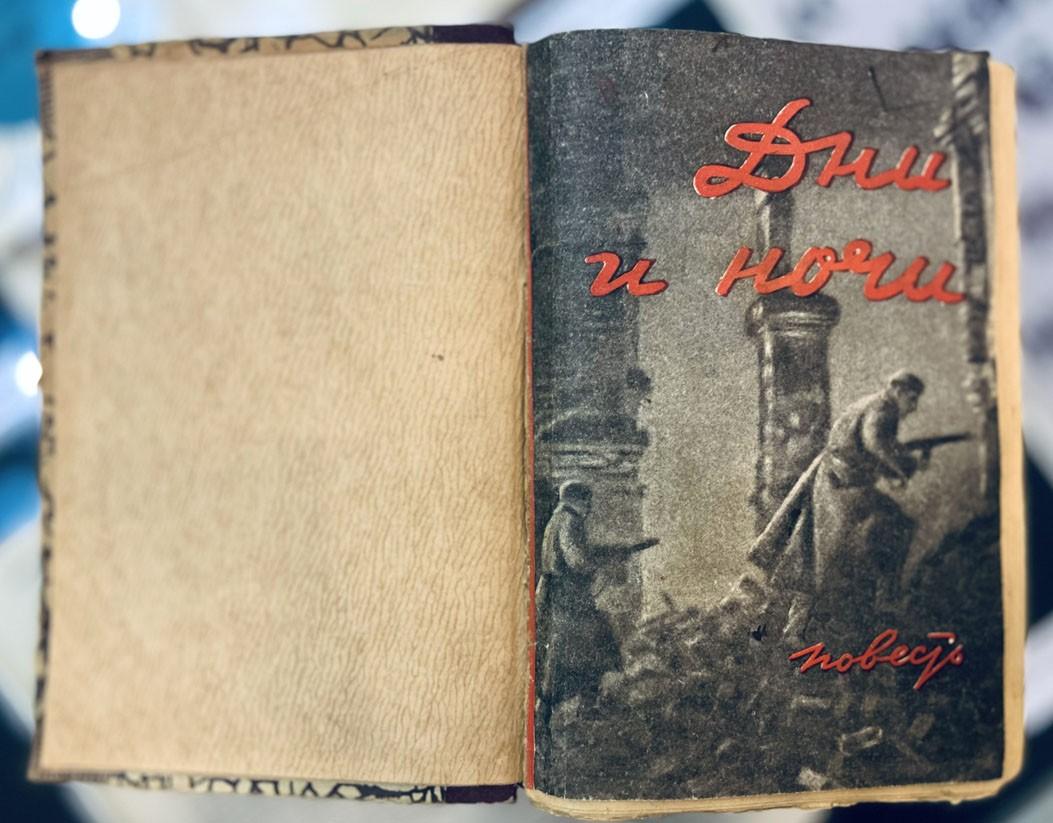 Дни
и ночи
повесть